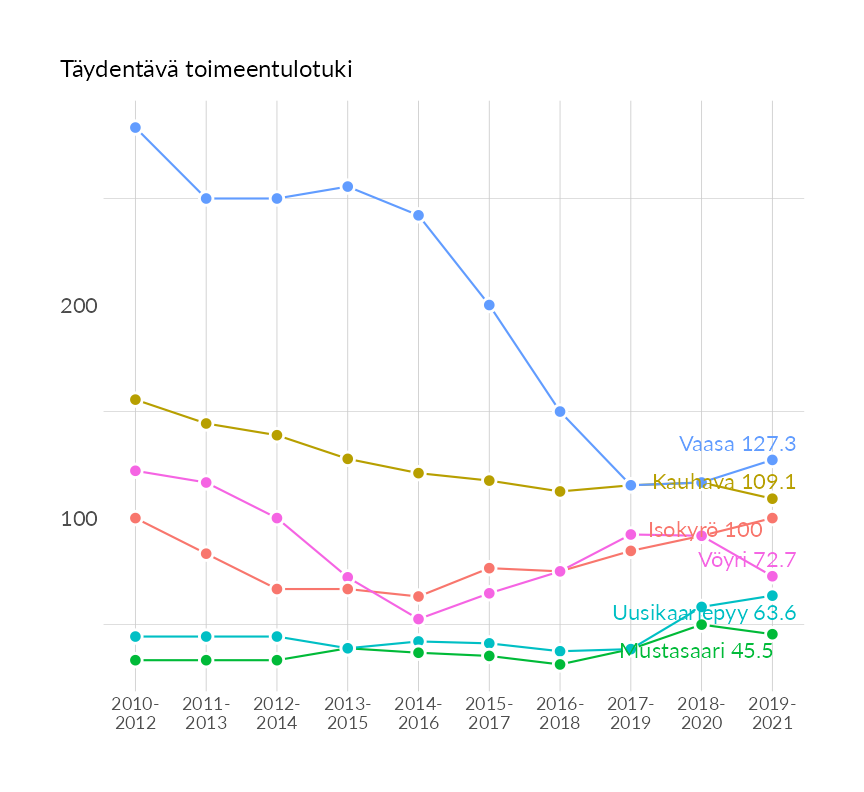 Täydentävä toimeentulotuki
200
100
Vaasa 127.3
Kauhava 109.1
Isokyrö 100
Vöyri 72.7
Uusikaarlepyy 63.6
Mustasaari 45.5
2010- 2011- 2012- 2013- 2014- 2015- 2016- 2017- 2018- 2019-
2012 2013 2014 2015 2016 2017 2018 2019 2020 2021